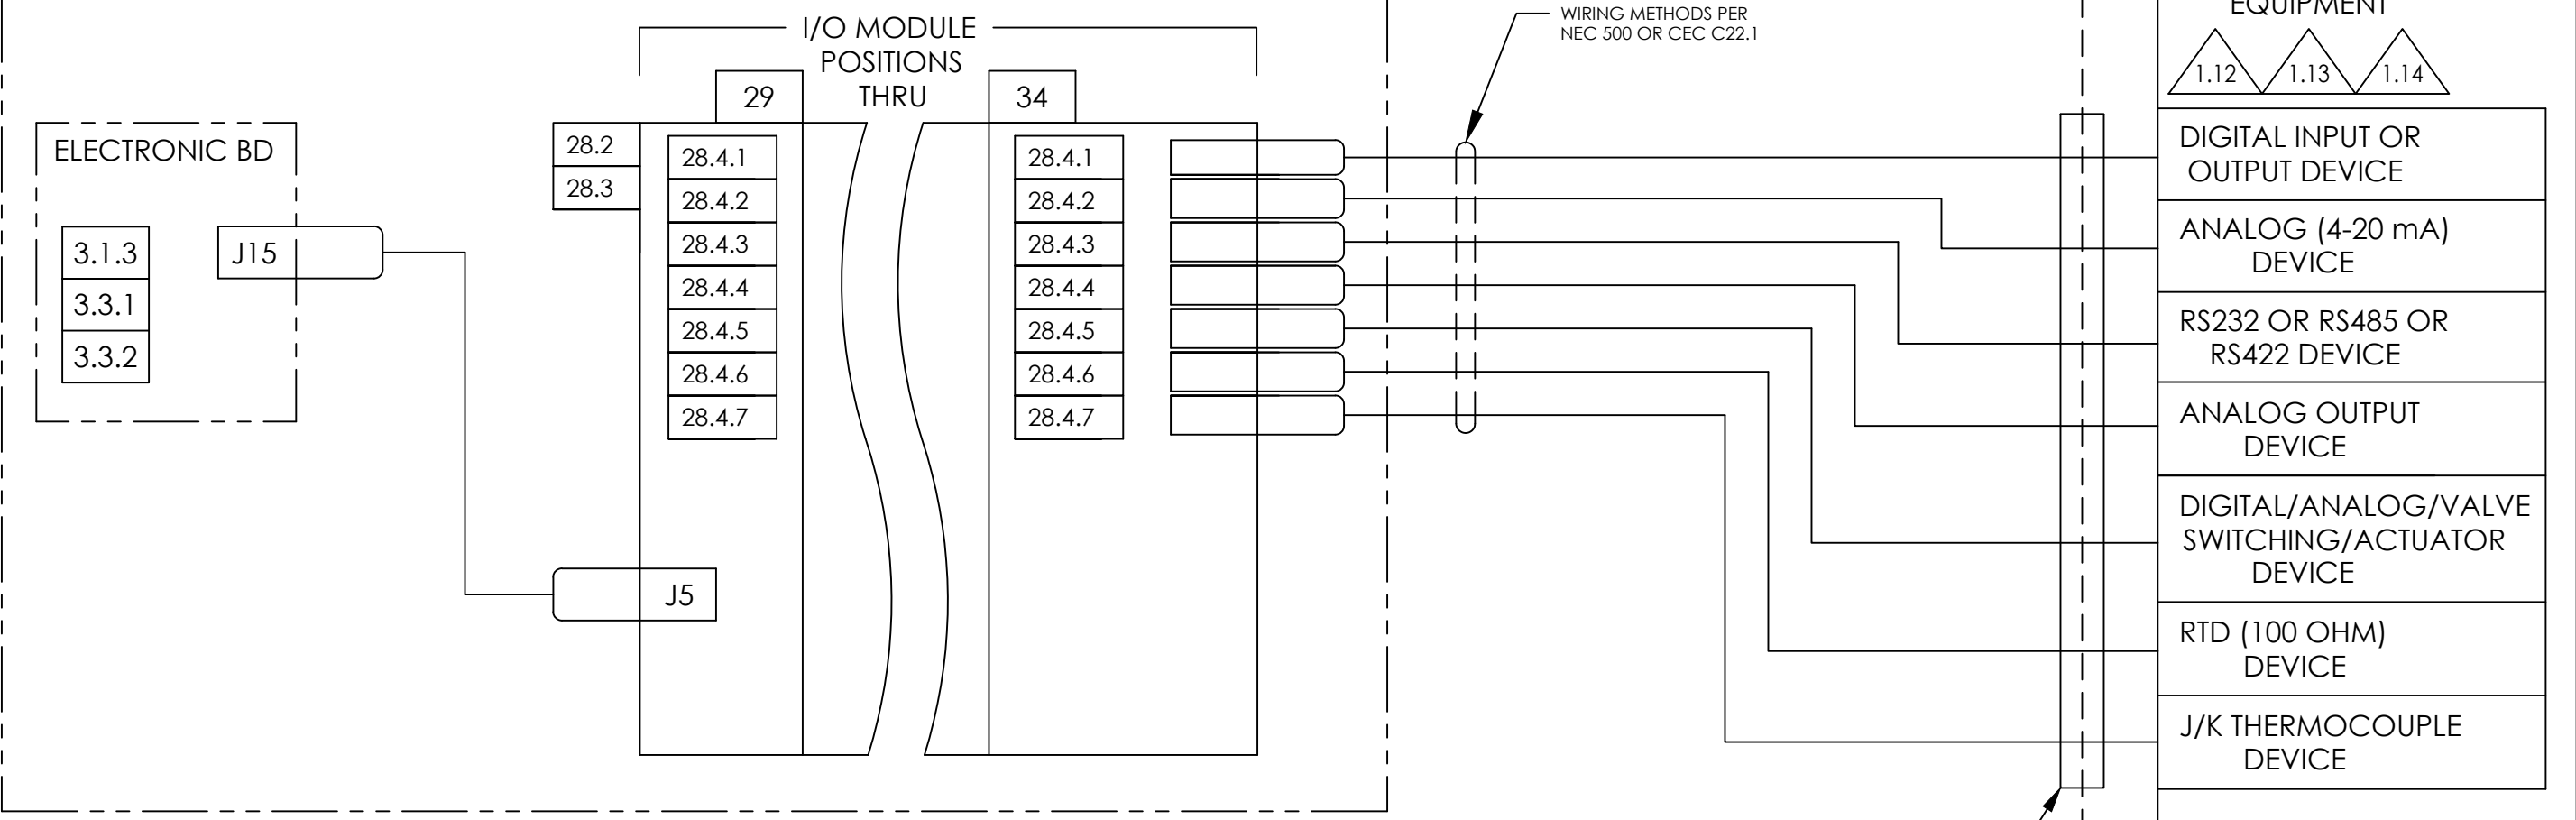 I/O MODULE
POSITIONS
THRU
29
34
WIRING METHODS PER
NEC 500 OR CEC C22.1
EQUIPMENT
1.12
1.13
1.14
ELECTRONIC BD
3.1.3
3.3.1
3.3.2
J15
28.2
28.3
28.4.1
28.4.2
28.4.3
28.4.4
28.4.5
28.4.6
28.4.7
J5
28.4.1
28.4.2
28.4.3
28.4.4
28.4.5
28.4.6
28.4.7
DIGITAL INPUT OR
OUTPUT DEVICE
ANALOG (4-20 mA)
DEVICE
RS232 OR RS485 OR
RS422 DEVICE
ANALOG OUTPUT
DEVICE
DIGITAL/ANALOG/VALVE
SWITCHING/ACTUATOR
DEVICE
RTD (100 OHM)
DEVICE
J/K THERMOCOUPLE
DEVICE